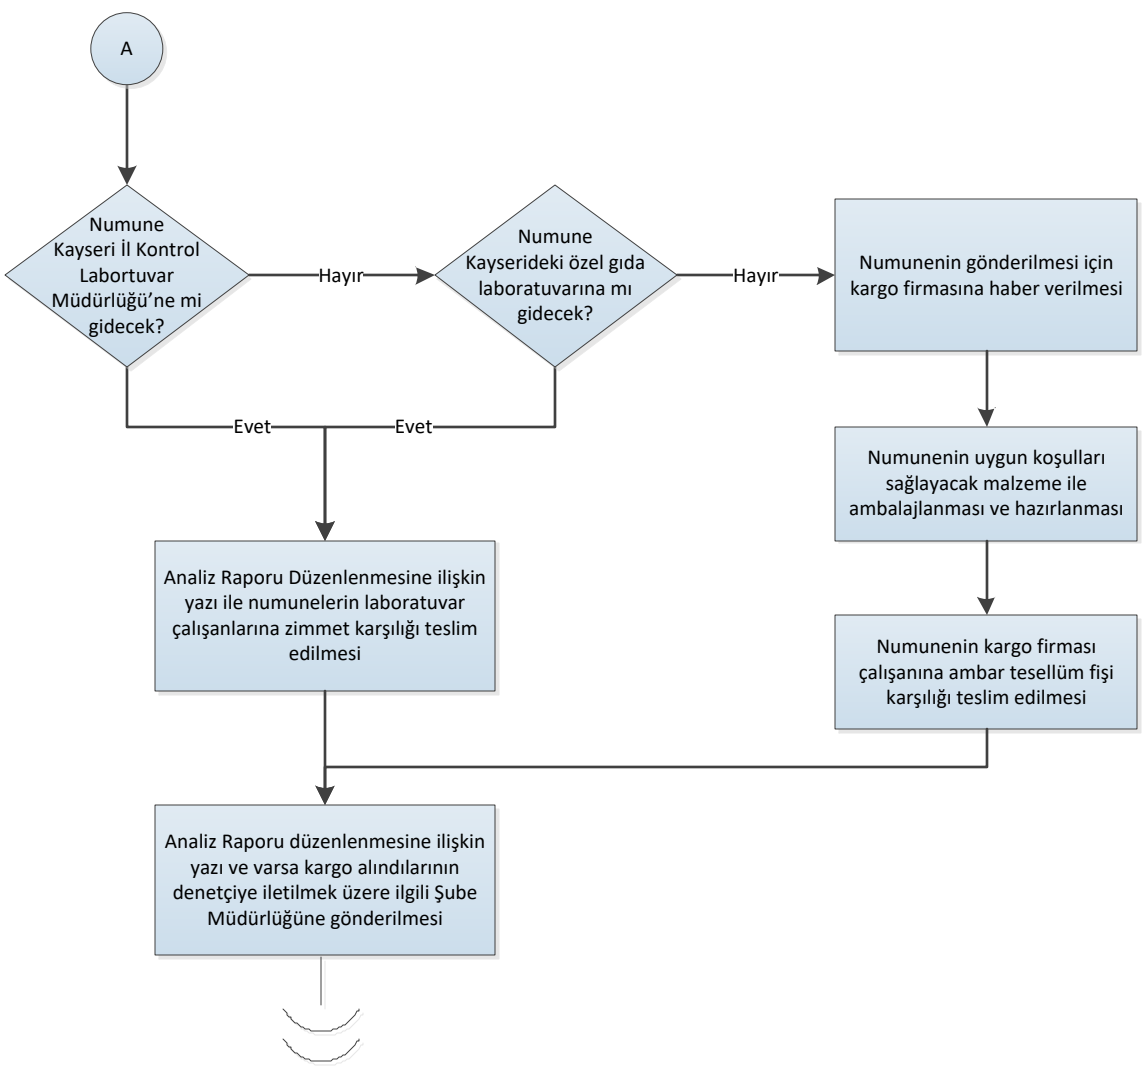 A
Numune
Kayseri İl Kontrol
Labortuvar
Müdürlüğü’ne mi
gidecek?
Hayır
Numune
Kayserideki özel gıda
laboratuvarına mı
gidecek?
Hayır
Numunenin gönderilmesi için
kargo firmasına haber verilmesi
Evet
Evet
Numunenin uygun koşulları
sağlayacak malzeme ile
ambalajlanması ve hazırlanması
Analiz Raporu Düzenlenmesine ilişkin
yazı ile numunelerin laboratuvar
çalışanlarına zimmet karşılığı teslim
edilmesi
Numunenin kargo firması
çalışanına ambar tesellüm fişi
karşılığı teslim edilmesi
Analiz Raporu düzenlenmesine ilişkin
yazı ve varsa kargo alındılarının
denetçiye iletilmek üzere ilgili Şube
Müdürlüğüne gönderilmesi